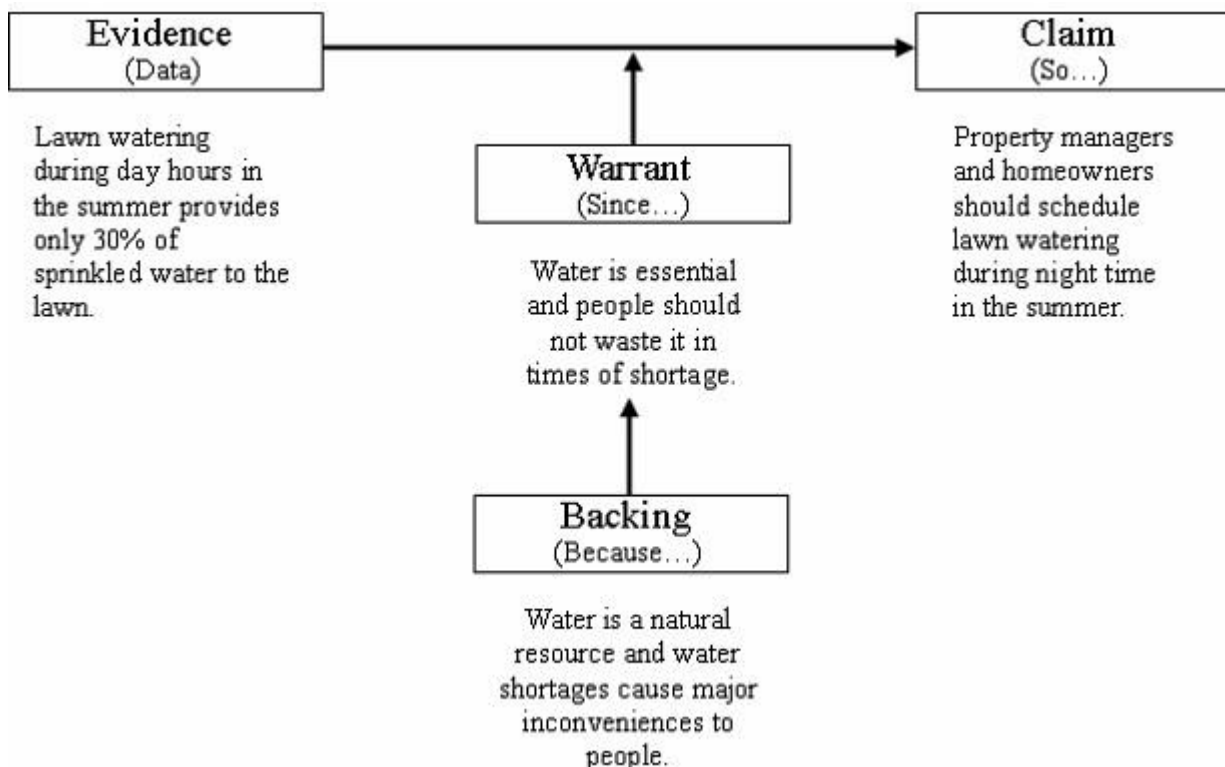 Evidence
(Data)
Lawn watering
during day hours in
the summer provides
only 30% of
sprinkled water to the
lawn.
Warrant
(Since...)
Water is essential
and people should
not waste it in
times of shortage.
Claim
(So...)
Property managers
and homeowners
should schedule
lawn watering
during night time
in the summer.
Backing
(Because...)
Water is a natural
resource and water
shortages cause major
inconveniences to
people.